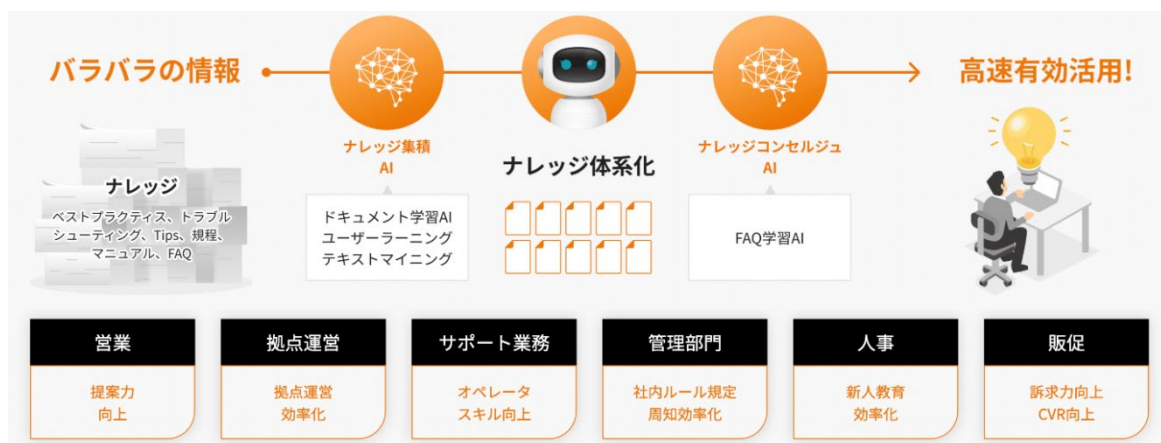 バラバラの情報
高速有効活用!
ナレッジ集積
AI
ナレッジ体系化
ナレッジコンセルジュ
AI
ナレッジ
ベストプラクティス、トラブル
シューティング、Tips、規程、
マニュアル、FAQ
ドキュメント学習AI
ユーザーラーニング
テキストマイニング
FAQ学習AI
営業
提案力
向上
拠点運営
拠点運営
効率化
サポート業務
オペレータ
スキル向上
管理部門
社内ルール規定
周知効率化
人事
新人教育
効率化
販促
訴求力向上
CVR向上